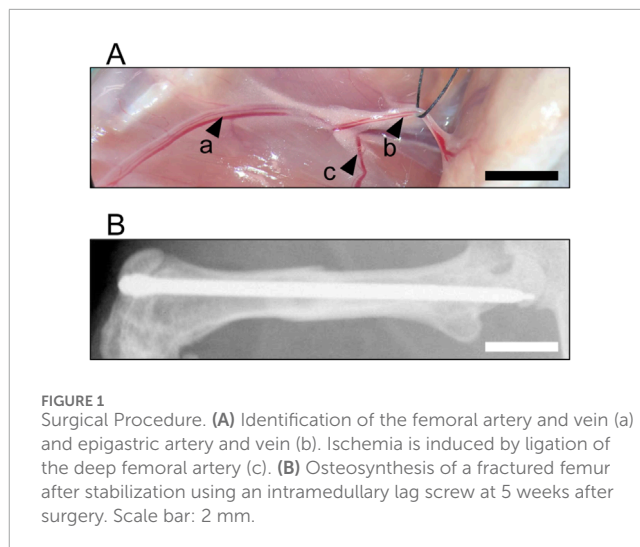 A
a
b
c
B
FIGURE 1
Surgical Procedure. (A) Identification of the femoral artery and vein (a)
and epigastric artery and vein (b). Ischemia is induced by ligation of
the deep femoral artery (c). (B) Osteosynthesis of a fractured femur
after stabilization using an intramedullary lag screw at 5 weeks after
surgery. Scale bar: 2 mm.